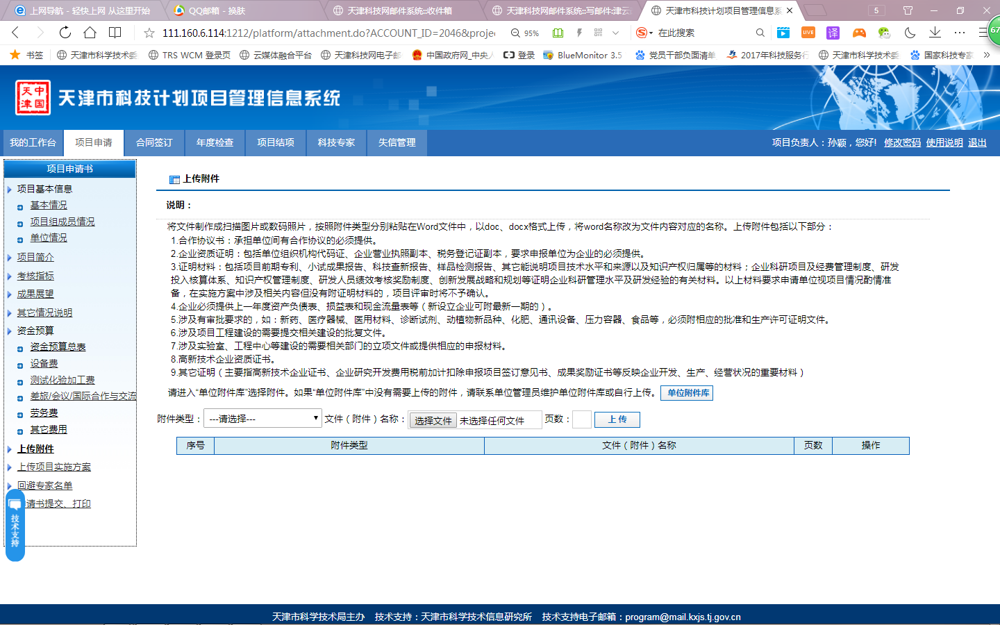 上网导航 - 轻快上网 从这里开始
QQ邮箱 - 换肤
天津科技网邮件系统::收件箱
天津科技网邮件系统::写邮件:津云
天津市科技计划项目管理信息系
5
111.160.6.114:1212/platform/attachment.do?ACCOUNT_ID=2046&projec
95%
在此搜索
LIVE
译
67
书签
天津市科学技术委
TRS WCM 登录页
云媒体融合平台
天津科技网电子邮
中国政府网_中央人
登录
BlueMonitor 3.5
党员干部负面清单
2017年科技服务行
天津市科学技术委
国家科技专家
天津中国
天津市科技计划项目管理信息系统
我的工作台
项目申请
合同签订
年度检查
项目结项
科技专家
失信管理
项目负责人：孙颖，您好!
修改密码
使用说明
退出
项目申请书
项目基本信息
基本情况
项目组成员情况
单位情况
项目简介
考核指标
成果展望
其它情况说明
资金预算
资金预算总表
设备费
测试化验加工费
差旅/会议/国际合作与交流
劳务费
其它费用
上传附件
上传项目实施方案
回避专家名单
请书提交、打印
技术支持
上传附件
说明：
将文件制作成扫描图片或数码照片，按照附件类型分别粘贴在Word文件中，以doc、docx格式上传，将word名称改为文件内容对应的名称。上传附件包括以下部分：
1.合作协议书：承担单位间有合作协议的必须提供。
2.企业资质证明：包括单位组织机构代码证、企业营业执照副本、税务登记证副本，要求申报单位为企业的必须提供。
3.证明材料：包括项目前期专利、小试成果报告、科技查新报告、样品检测报告、其它能说明项目技术水平和来源以及知识产权归属等的材料；企业科研项目及经费管理制度、研发
投入核算体系、知识产权管理制度、研发人员绩效考核奖励制度、创新发展战略和规划等证明企业科研管理水平及研发经验的有关材料。以上材料要求申请单位视项目情况酌情准
备，在实施方案中涉及相关内容但没有附证明材料的，项目评审时将不予确认。
4.企业必须提供上一年度资产负债表、损益表和现金流量表等（新设立企业可附最新一期的）。
5.涉及有审批要求的，如：新药、医疗器械、医用材料、诊断试剂、动植物新品种、化肥、通讯设备、压力容器、食品等，必须附相应的批准和生产许可证明文件。
6.涉及项目工程建设的需要提交相关建设的批复文件。
7.涉及实验室、工程中心等建设的需要相关部门的立项文件或提供相应的申报材料。
8.高新技术企业资质证书。
9.其它证明（主要指高新技术企业证书、企业研究开发费用税前加计扣除申报项目签订意见书、成果奖励证书等反映企业开发、生产、经营状况的重要材料）
请进入“单位附件库”选择附件。如果“单位附件库”中没有需要上传的附件，请联系单位管理员维护单位附件库或自行上传。 单位附件库
附件类型： ---请选择--- 文件（附件）名称： 选择文件 未选择任何文件 页数： 上 传
序号 附件类型 文件（附件）名称 页数 操作
天津市科学技术局主办 技术支持：天津市科学技术信息研究所 技术支持电子邮箱：program@mail.kxjs.tj.gov.cn